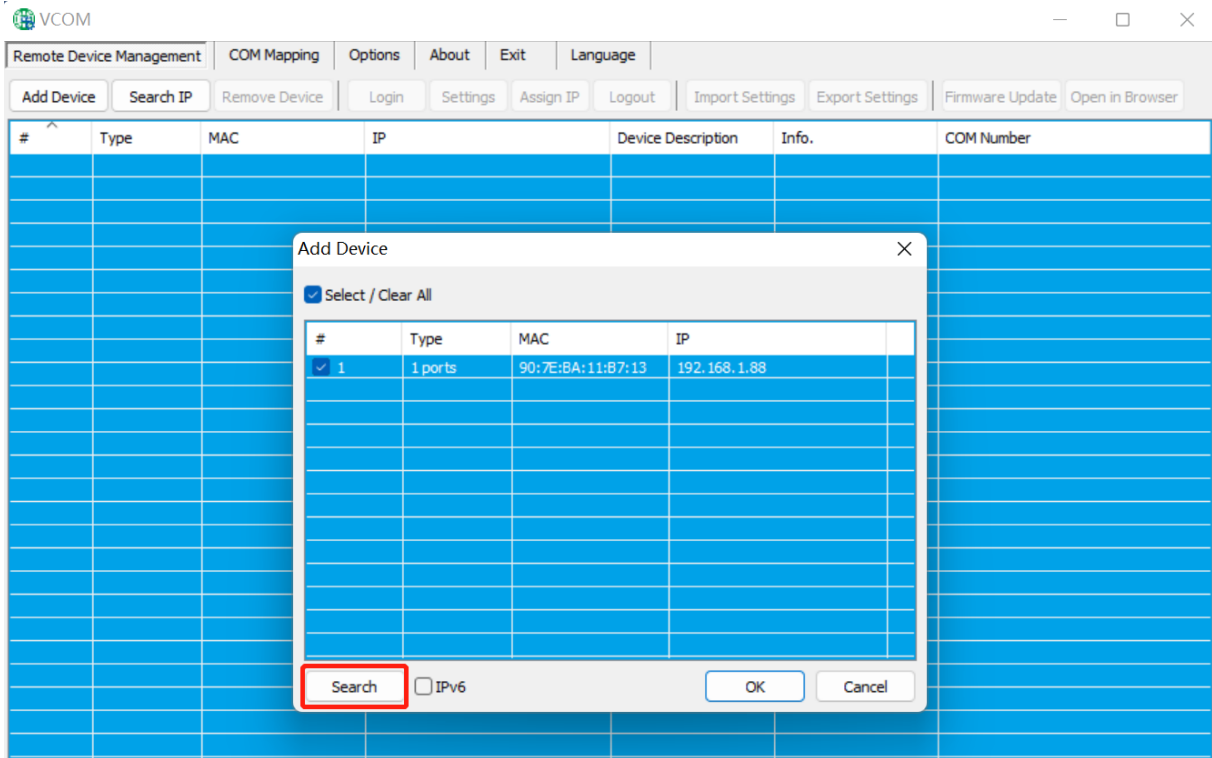 VCOM
Remote Device Management COM Mapping Options About Exit Language
Add Device Search IP Remove Device Login Settings Assign IP Logout Import Settings Export Settings Firmware Update Open in Browser
# Type MAC IP Device Description Info. COM Number
Add Device
Select / Clear All
# Type MAC IP
1 1 ports 90:7E:BA:11:B7:13 192.168.1.88
Search IPv6 OK Cancel